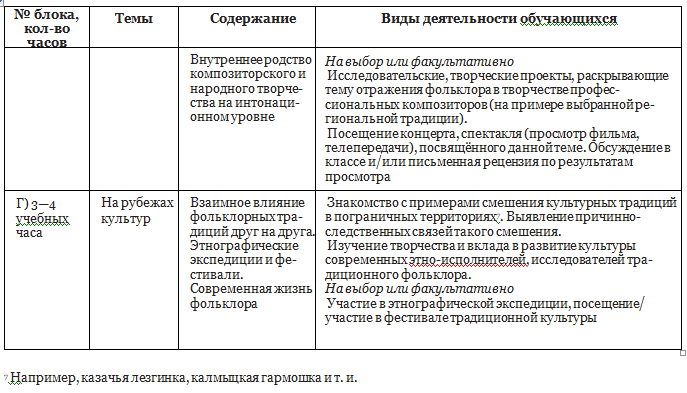 № блока, кол-во часов
Темы
Содержание
Виды деятельности обучающихся
Внутреннее родство
композиторского и
народного творче-
ства на интонаци-
онном уровне
На выбор или факультативно
Исследовательские, творческие проекты, раскрывающие
тему отражения фольклора в творчестве профес-
сиональных композиторов (на примере выбранной ре-
гиональной традиции).
Посещение концерта, спектакля (просмотр фильма,
телепередачи), посвящённого данной теме. Обсуждение в
классе и/или письменная рецензия по результатам
просмотра
Г) 3—4
учебных
часа
На рубежах
культур
Взаимное влияние
фольклорных тра-
диций друг на друга.
Этнографические
экспедиции и фе-
стивали.
Современная жизнь
фольклора
Знакомство с примерами смешения культурных традиций
в пограничных территориях7. Выявление причинно-
следственных связей такого смешения.
Изучение творчества и вклада в развитие культуры
современных этно-исполнителей, исследователей тра-
диционного фольклора.
На выбор или факультативно
Участие в этнографической экспедиции, посещение/
участие в фестивале традиционной культуры
7 Например, казачья лезгинка, калмыцкая гармошка и т. и.